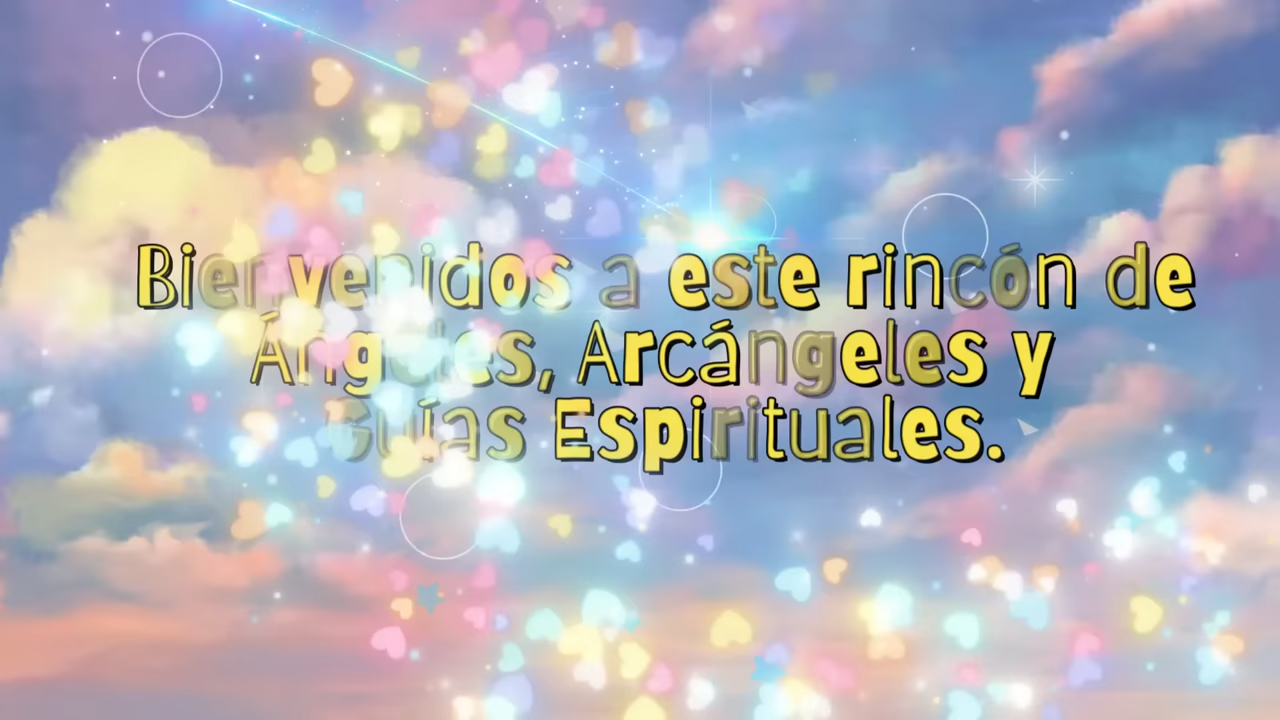 Bienvenidos a este rincón de
Ángeles, Arcángeles y
Guías Espirituales.